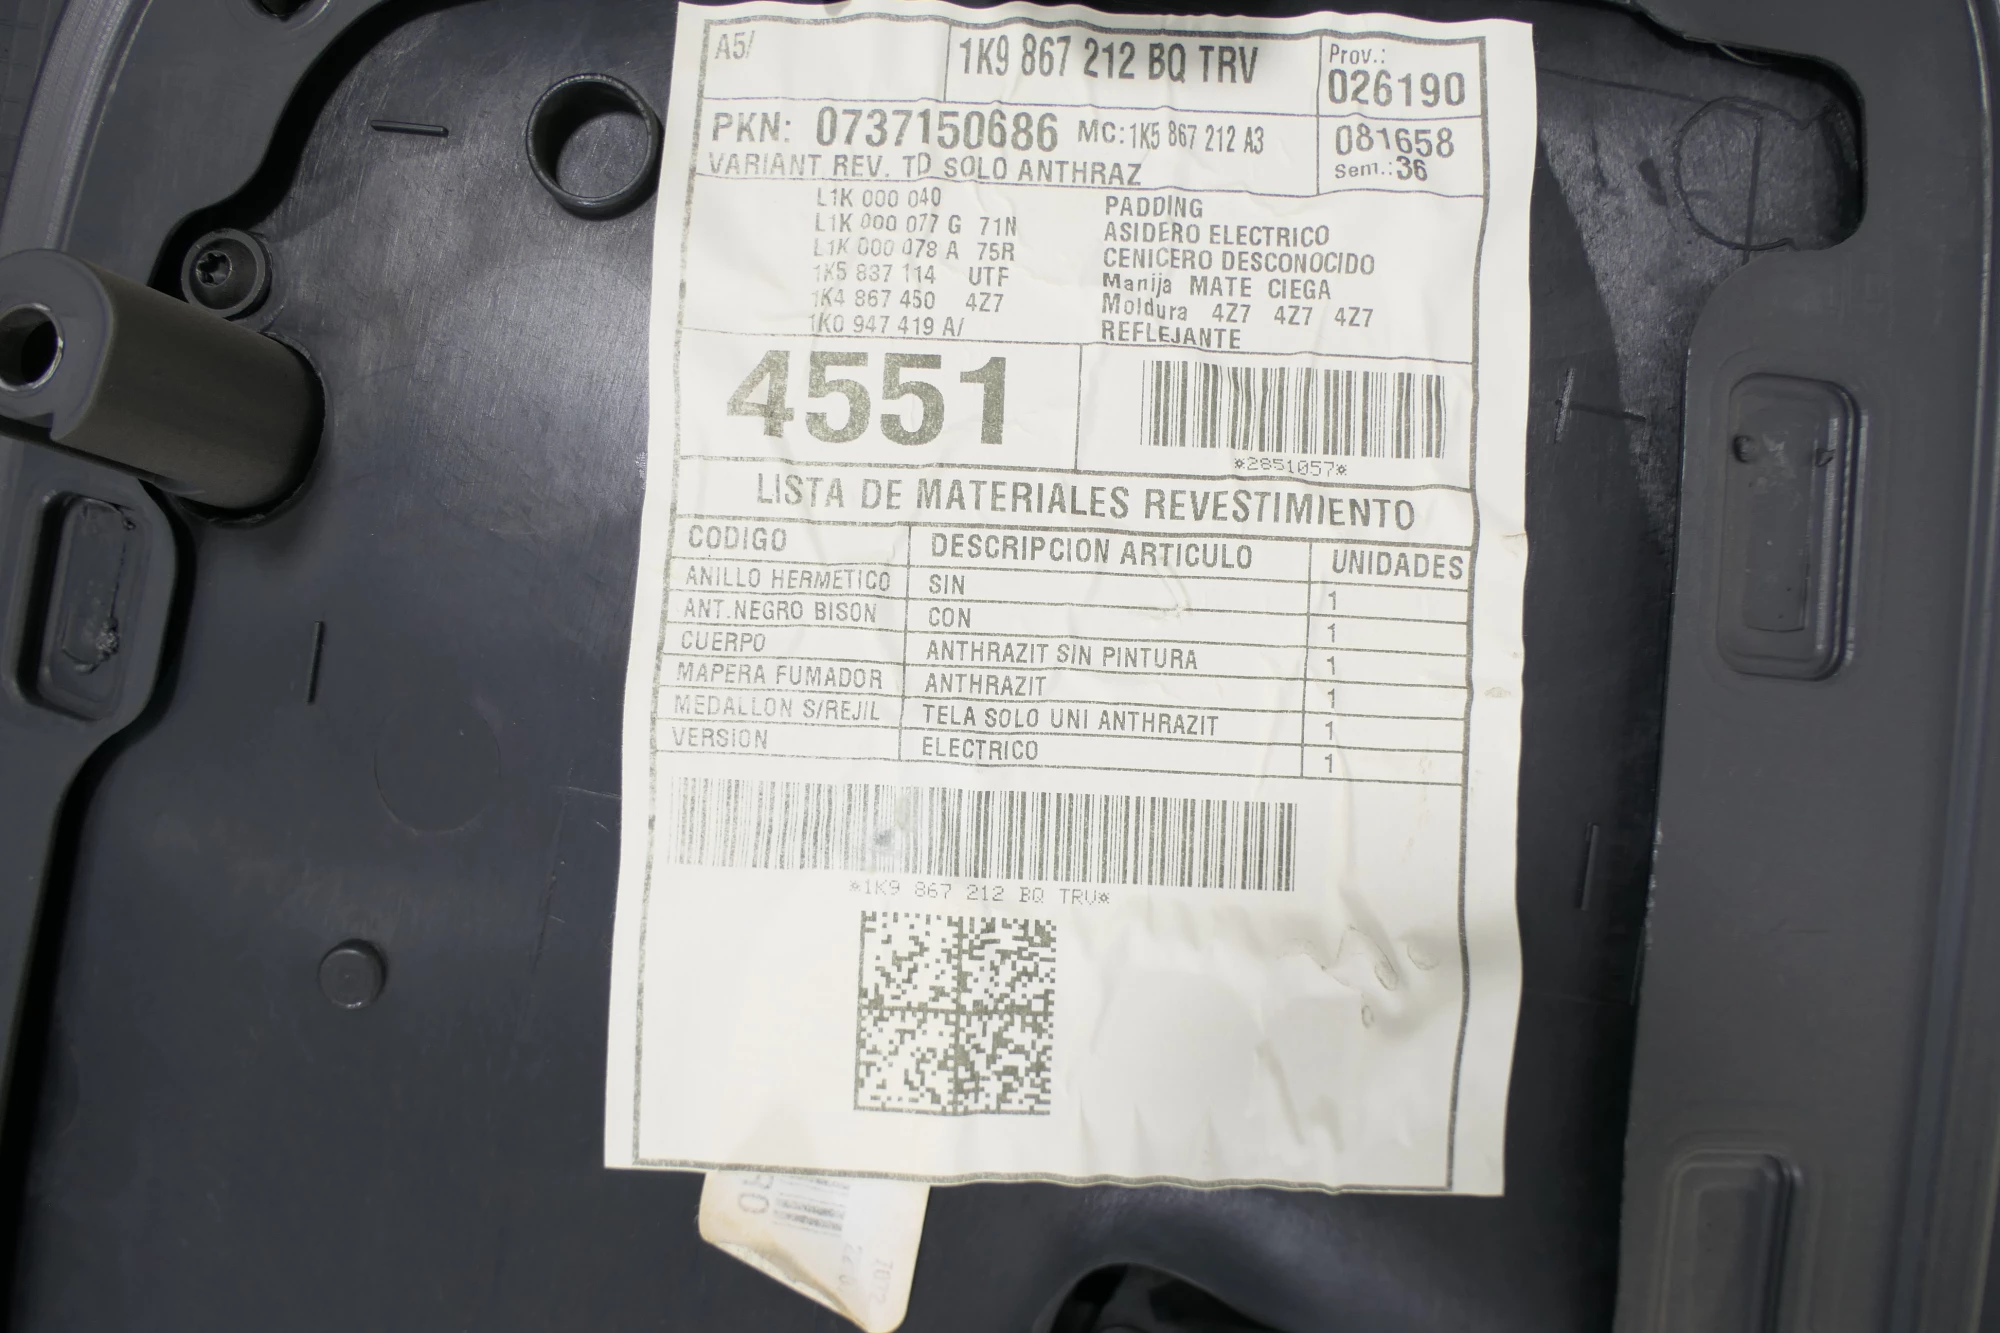 A5/ 1K9 867 212 BQ TRV Prov.: 026190
PKN: 0737150686 MC: 1K5 867 212 A3 081658
VARIANT REV. TD SOLO ANTHRAZ Sem.: 36
L1K 000 040 PADDING
L1K 000 077 G 71N ASIDERO ELECTRICO
L1K 000 078 A 75R CENICERO DESCONOCIDO
1K5 837 114 UTF Manija MATE CIEGA
1K4 867 450 4Z7 Moldura 4Z7 4Z7 4Z7
1K0 947 419 A/ REFLEJANTE
4551
*2851057*
LISTA DE MATERIALES REVESTIMIENTO
CODIGO DESCRIPCION ARTICULO UNIDADES
ANILLO HERMETICO SIN 1
ANT.NEGRO BISON CON 1
CUERPO ANTHRAZIT SIN PINTURA 1
MAPERA FUMADOR ANTHRAZIT 1
MEDALLON S/REJIL TELA SOLO UNI ANTHRAZIT 1
VERSION ELECTRICO 1
*1K9 867 212 BQ TRV*